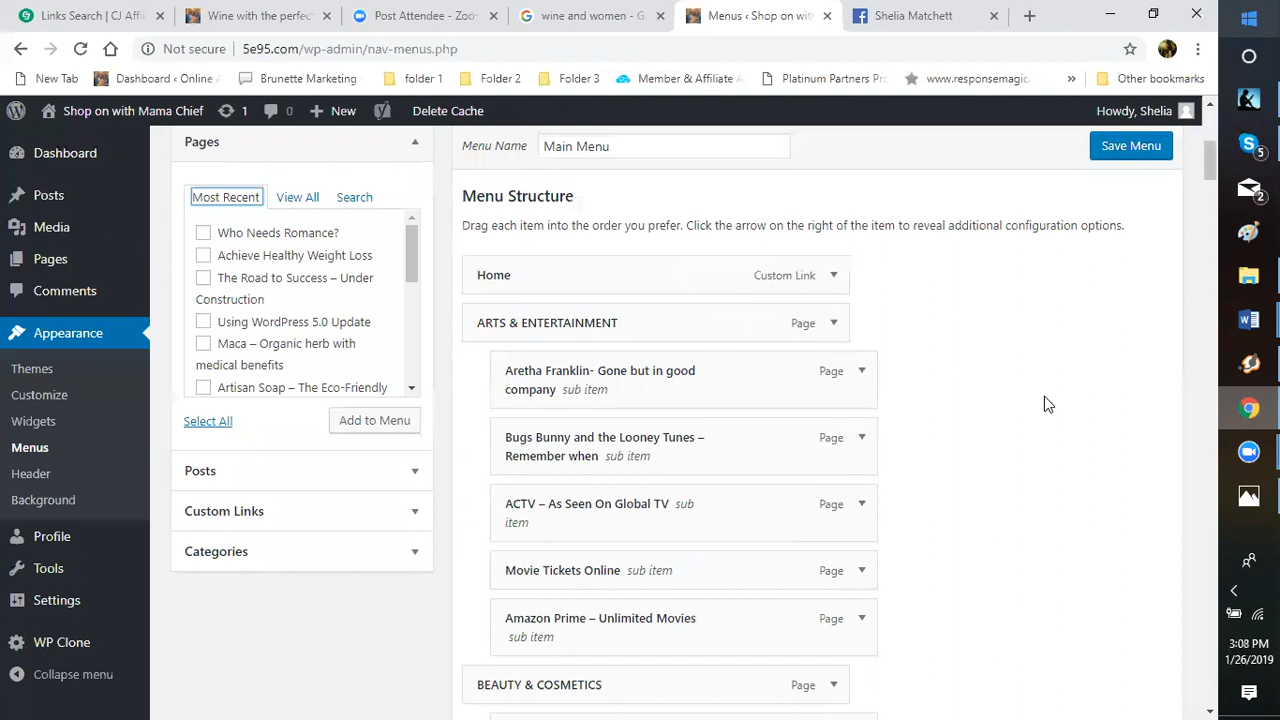 Links Search | CJ Affi
Wine with the perfect
Post Attendee - Zoo
wine and women - G
Menus ‹ Shop on wit
Shelia Matchett
Not secure
5e95.com/wp-admin/nav-menus.php
New Tab
Dashboard ‹ Online
Brunette Marketing
folder 1
Folder 2
Folder 3
Member & Affiliate
Platinum Partners Pr
www.responsemagic.
»
Other bookmarks
Shop on with Mama Chief
1
0
New
Delete Cache
Howdy, Shelia
Dashboard
Posts
Media
Pages
Comments
Appearance
Themes
Customize
Widgets
Menus
Header
Background
Profile
Tools
Settings
WP Clone
Collapse menu
Pages
Most Recent
View All
Search
Who Needs Romance?
Achieve Healthy Weight Loss
The Road to Success – Under
Construction
Using WordPress 5.0 Update
Maca – Organic herb with
medical benefits
Artisan Soap – The Eco-Friendly
Select All
Add to Menu
Posts
Custom Links
Categories
Menu Name
Main Menu
Save Menu
Menu Structure
Drag each item into the order you prefer. Click the arrow on the right of the item to reveal additional configuration options.
Home
Custom Link
ARTS & ENTERTAINMENT
Page
Aretha Franklin- Gone but in good
company sub item
Page
Bugs Bunny and the Looney Tunes –
Remember when sub item
Page
ACTV – As Seen On Global TV sub
item
Page
Movie Tickets Online sub item
Page
Amazon Prime – Unlimited Movies
sub item
Page
BEAUTY & COSMETICS
Page
5
2
3:08 PM
1/26/2019